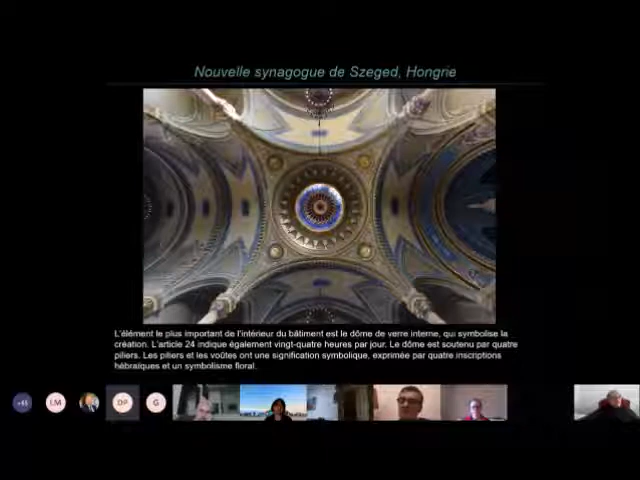 Nouvelle synagogue de Szeged, Hongrie
L'élément le plus important de l'intérieur du bâtiment est le dôme de verre interne, qui symbolise la
création. L'article 24 indique également vingt-quatre heures par jour. Le dôme est soutenu par quatre
piliers. Les piliers et les voûtes ont une signification symbolique, exprimée par quatre inscriptions
hébraïques et un symbolisme floral.
+45
I.M
DP
G